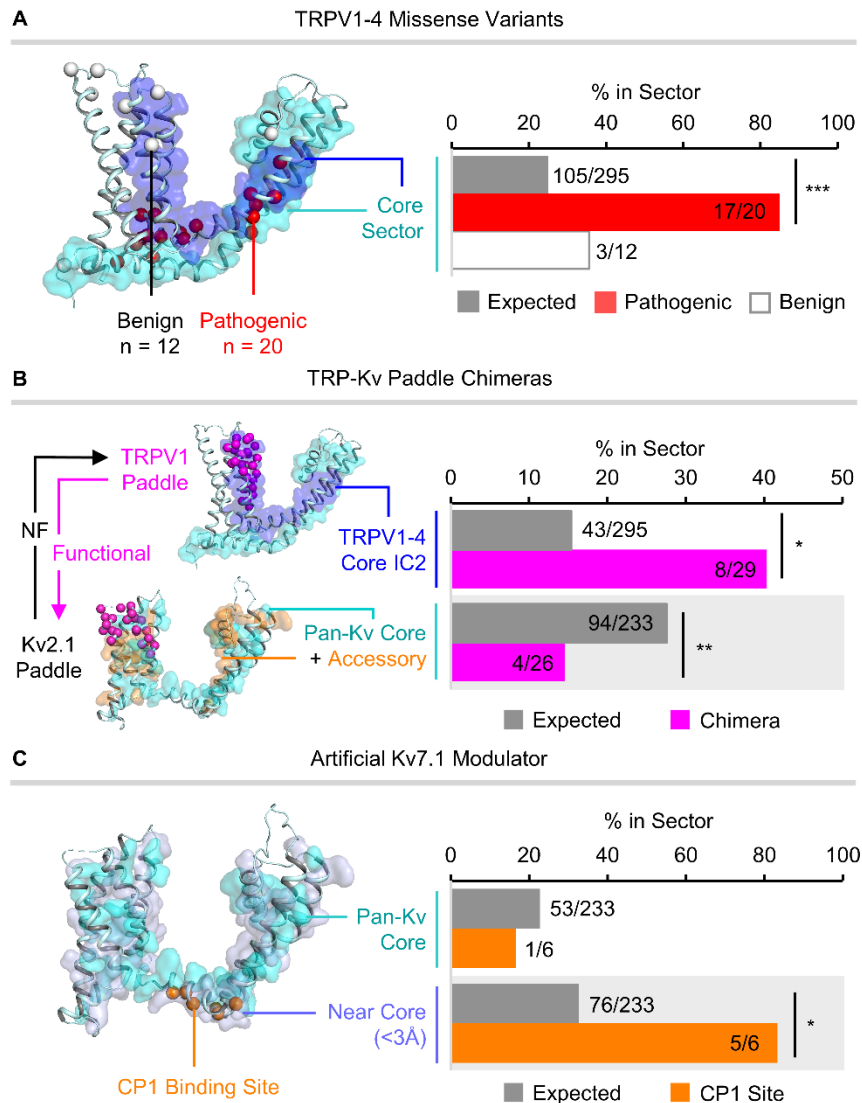 A TRPV1-4 Missense Variants
% in Sector
0 20 40 60 80 100
105/295
17/20
***
3/12
Core
Sector
Benign
n = 12
Pathogenic
n = 20
Expected Pathogenic Benign
B TRP-Kv Paddle Chimeras
% in Sector
0 10 20 30 40 50
TRPV1
Paddle
NF
Functional
Kv2.1
Paddle
TRPV1-4
Core IC2
43/295
8/29
*
Pan-Kv Core
+ Accessory
94/233
4/26
**
Expected Chimera
C Artificial Kv7.1 Modulator
% in Sector
0 20 40 60 80 100
Pan-Kv
Core
53/233
1/6
Near Core
(<3Å)
76/233
5/6
*
CP1 Binding Site
Expected CP1 Site